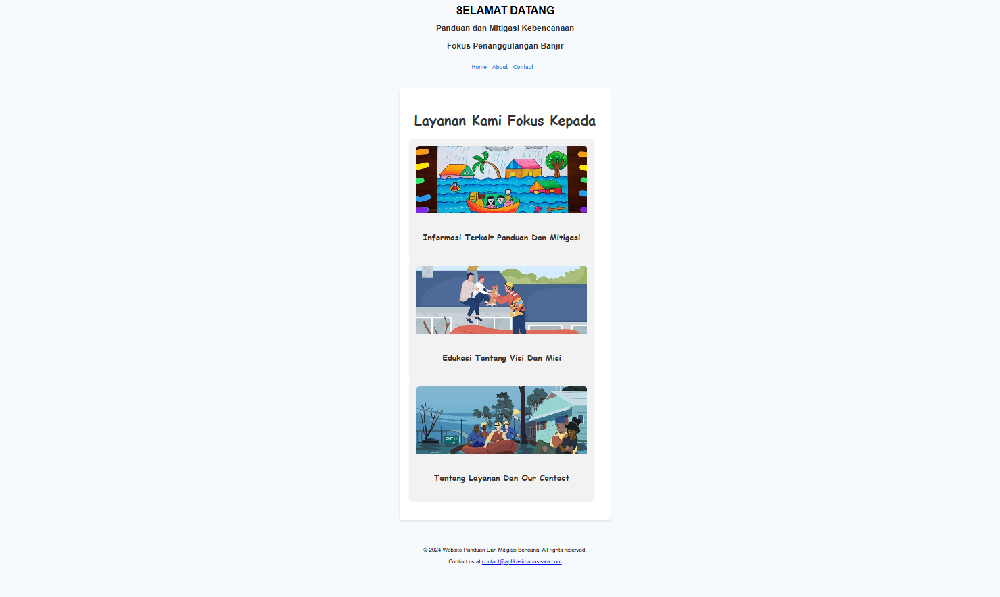 SELAMAT DATANG
Panduan dan Mitigasi Kebencanaan
Fokus Penanggulangan Banjir
Home About Contact
Layanan Kami Fokus Kepada
Informasi Terkait Panduan Dan Mitigasi
Edukasi Tentang Visi Dan Misi
EXIT
Tentang Layanan Dan Our Contact
© 2024 Website Panduan Dan Mitigasi Bencana. All rights reserved.
Contact us at contact@aplikasimahasiswa.com